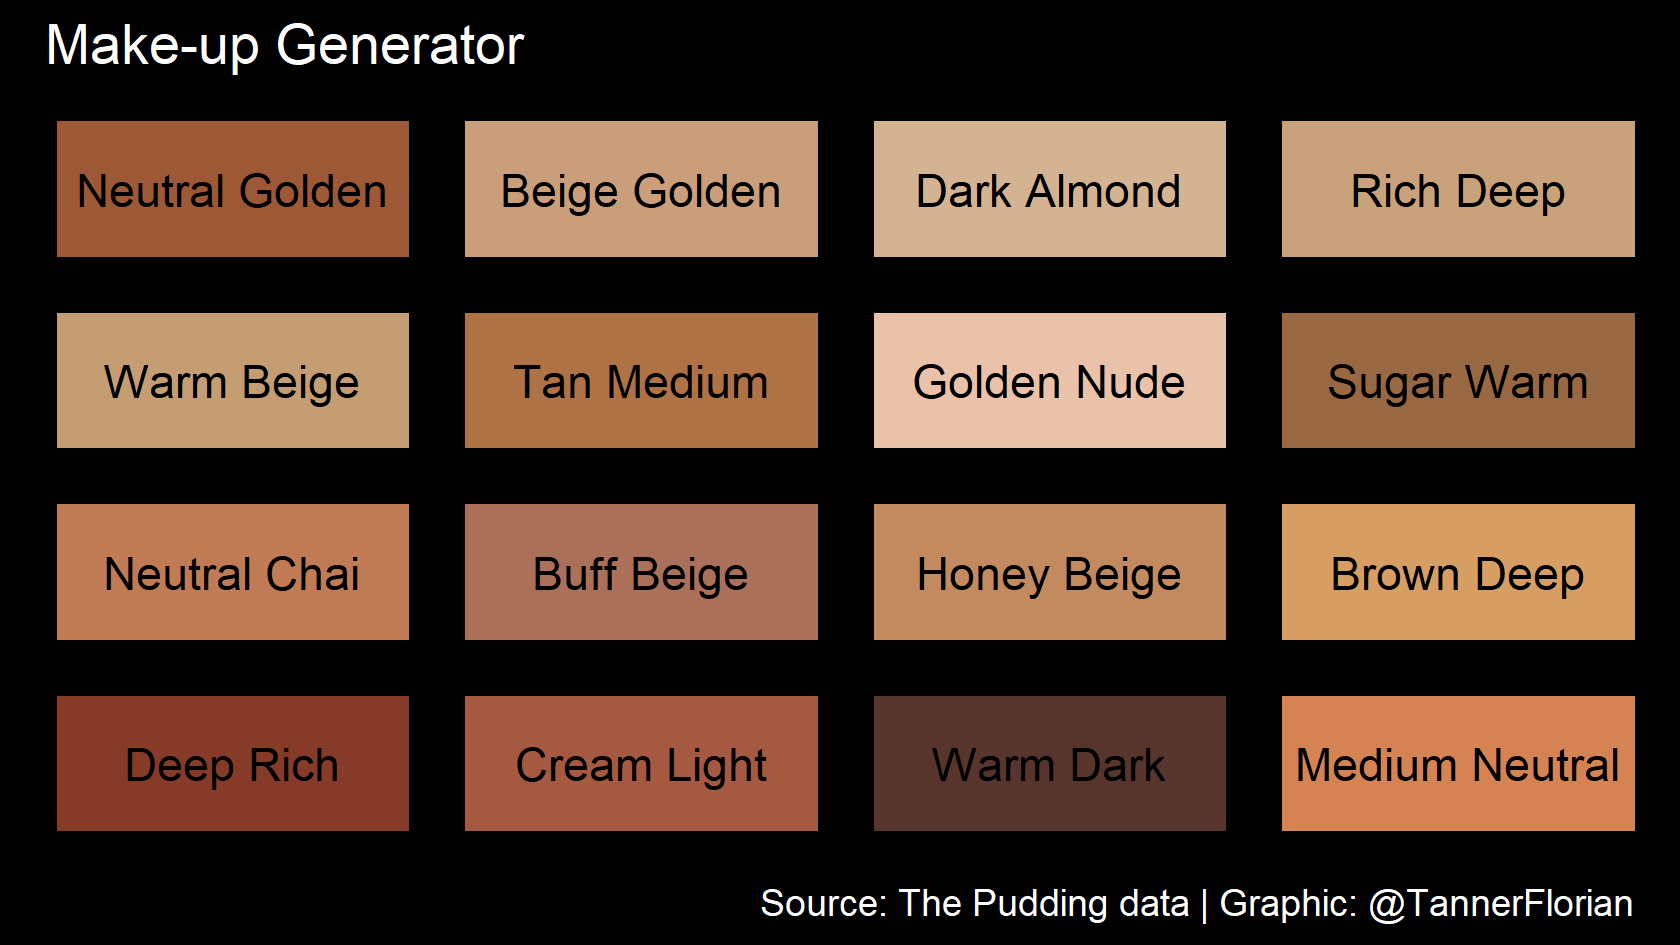 Make-up Generator
Neutral Golden
Beige Golden
Dark Almond
Rich Deep
Warm Beige
Tan Medium
Golden Nude
Sugar Warm
Neutral Chai
Buff Beige
Honey Beige
Brown Deep
Deep Rich
Cream Light
Warm Dark
Medium Neutral
Source: The Pudding data | Graphic: @TannerFlorian